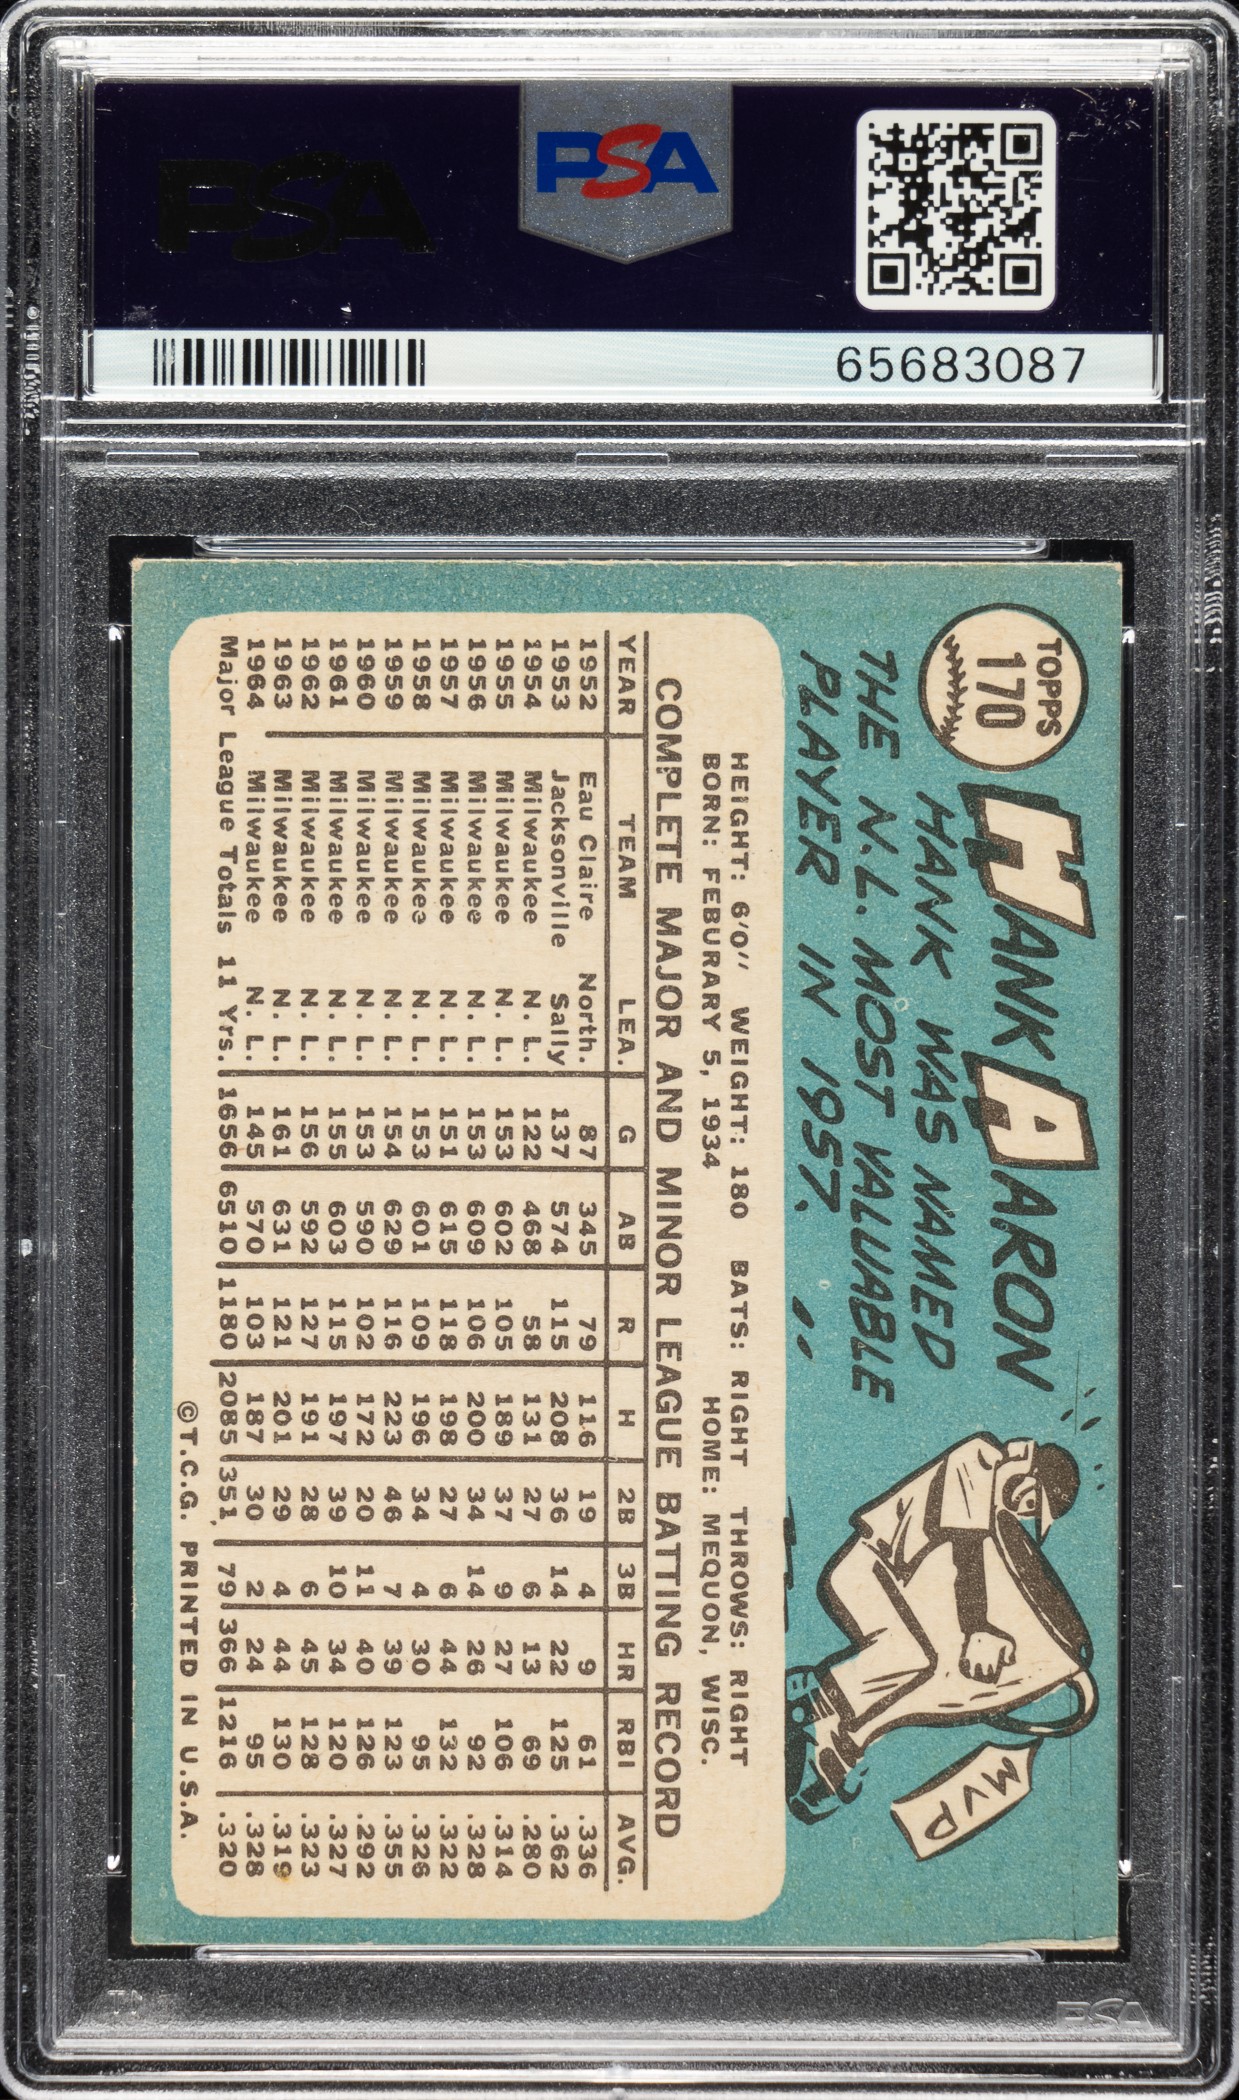 PSA
PSA
65683087
TOPPS
170
HANK AARON
HANK WAS NAMED
THE N.L. MOST VALUABLE
PLAYER IN 1957.
MVP
HEIGHT: 6'0" WEIGHT: 180 BATS: RIGHT THROWS: RIGHT
BORN: FEBURARY 5, 1934 HOME: MEQUON, WISC.
COMPLETE MAJOR AND MINOR LEAGUE BATTING RECORD
YEAR TEAM LEA. G AB R H 2B 3B HR RBI AVG.
1952 Eau Claire North. 87 345 79 116 19 4 9 61 .336
1953 Jacksonville Sally 137 574 115 208 36 14 22 125 .362
1954 Milwaukee N. L. 122 468 58 131 27 6 13 69 .280
1955 Milwaukee N. L. 153 602 105 189 37 9 27 106 .314
1956 Milwaukee N. L. 153 609 106 200 34 14 26 92 .328
1957 Milwaukee N. L. 151 615 118 198 27 6 44 132 .322
1958 Milwaukee N. L. 153 601 109 196 34 4 30 95 .326
1959 Milwaukee N. L. 154 629 116 223 46 7 39 123 .355
1960 Milwaukee N. L. 153 590 102 172 20 11 40 126 .292
1961 Milwaukee N. L. 155 603 115 197 39 10 34 120 .327
1962 Milwaukee N. L. 156 592 127 191 28 6 45 128 .323
1963 Milwaukee N. L. 161 631 121 201 29 4 44 130 .319
1964 Milwaukee N. L. 145 570 103 187 30 2 24 95 .328
Major League Totals 11 Yrs. 1656 6510 1180 2085 351 79 366 1216 .320
©T.C.G. PRINTED IN U.S.A.
PSA